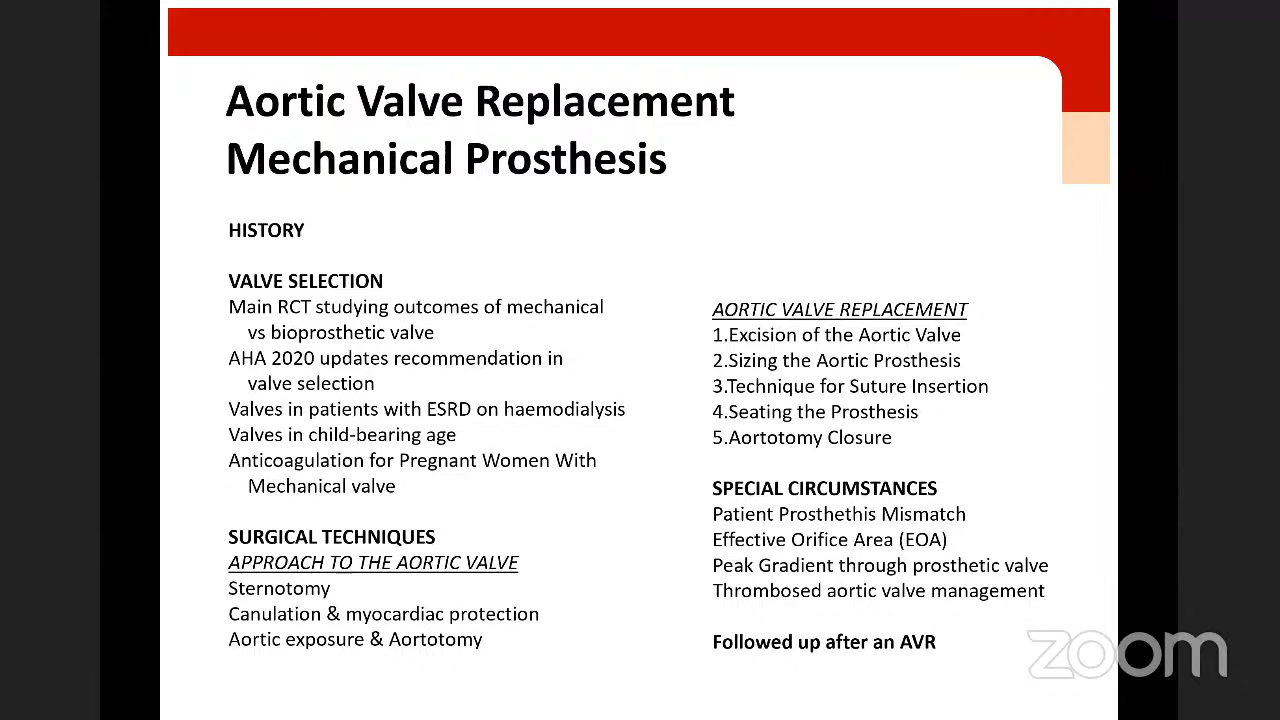 Aortic Valve Replacement
Mechanical Prosthesis
HISTORY
VALVE SELECTION
Main RCT studying outcomes of mechanical
vs bioprosthetic valve
AHA 2020 updates recommendation in
valve selection
Valves in patients with ESRD on haemodialysis
Valves in child-bearing age
Anticoagulation for Pregnant Women With
Mechanical valve
SURGICAL TECHNIQUES
APPROACH TO THE AORTIC VALVE
Sternotomy
Canulation & myocardiac protection
Aortic exposure & Aortotomy
AORTIC VALVE REPLACEMENT
1.Excision of the Aortic Valve
2.Sizing the Aortic Prosthesis
3.Technique for Suture Insertion
4.Seating the Prosthesis
5.Aortotomy Closure
SPECIAL CIRCUMSTANCES
Patient Prosthethis Mismatch
Effective Orifice Area (EOA)
Peak Gradient through prosthetic valve
Thrombosed aortic valve management
Followed up after an AVR
zoom